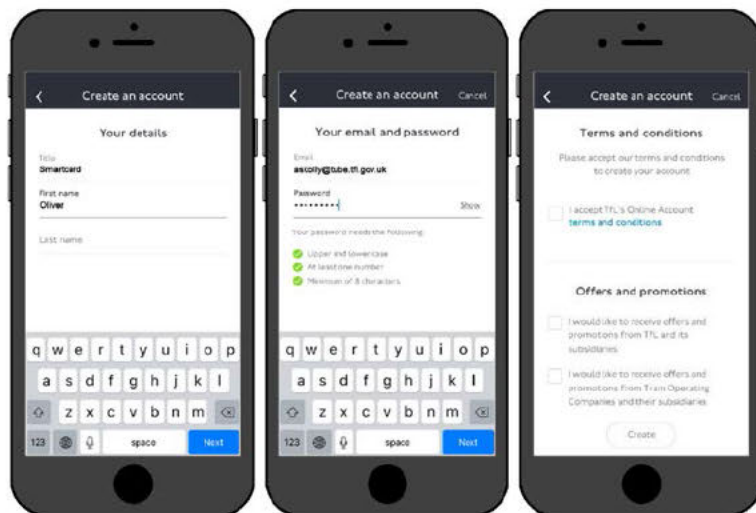 Create an account
Your details
Title
Smartcard
First name
Oliver
Last name
q w e r t y u i o p
a s d f g h j k l
z x c v b n m
123 space Next
Create an account Cancel
Your email and password
Email
ascolly@tube.tfl.gov.uk
Password
Show
Your password needs the following:
Upper and lowercase
At least one number
Minimum of 8 characters
q w e r t y u i o p
a s d f g h j k l
z x c v b n m
123 space Next
Create an account Cancel
Terms and conditions
Please accept our terms and conditions
to create your account
I accept TfL's Online Account
terms and conditions
Offers and promotions
I would like to receive offers and
promotions from TfL and its
subsidiaries.
I would like to receive offers and
promotions from Train Operating
Companies and their subsidiaries
Create